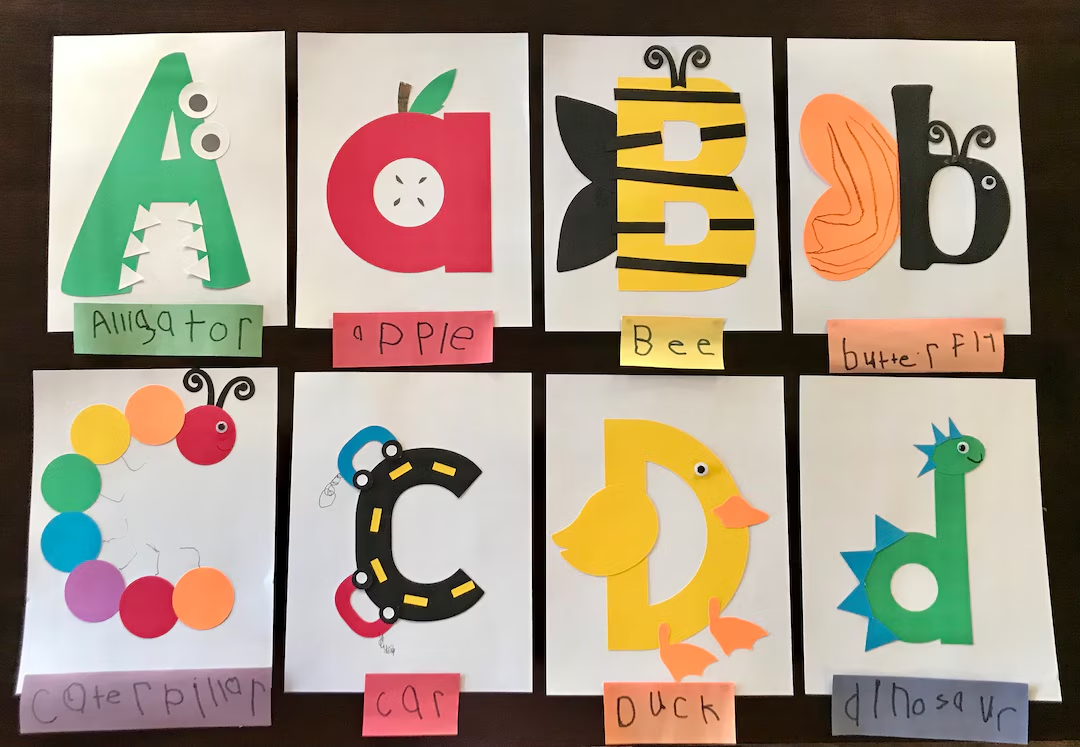 A
a
B
b
Alligator
apple
Bee
butterfly
C
c
D
d
caterpillar
car
Duck
dinosaur